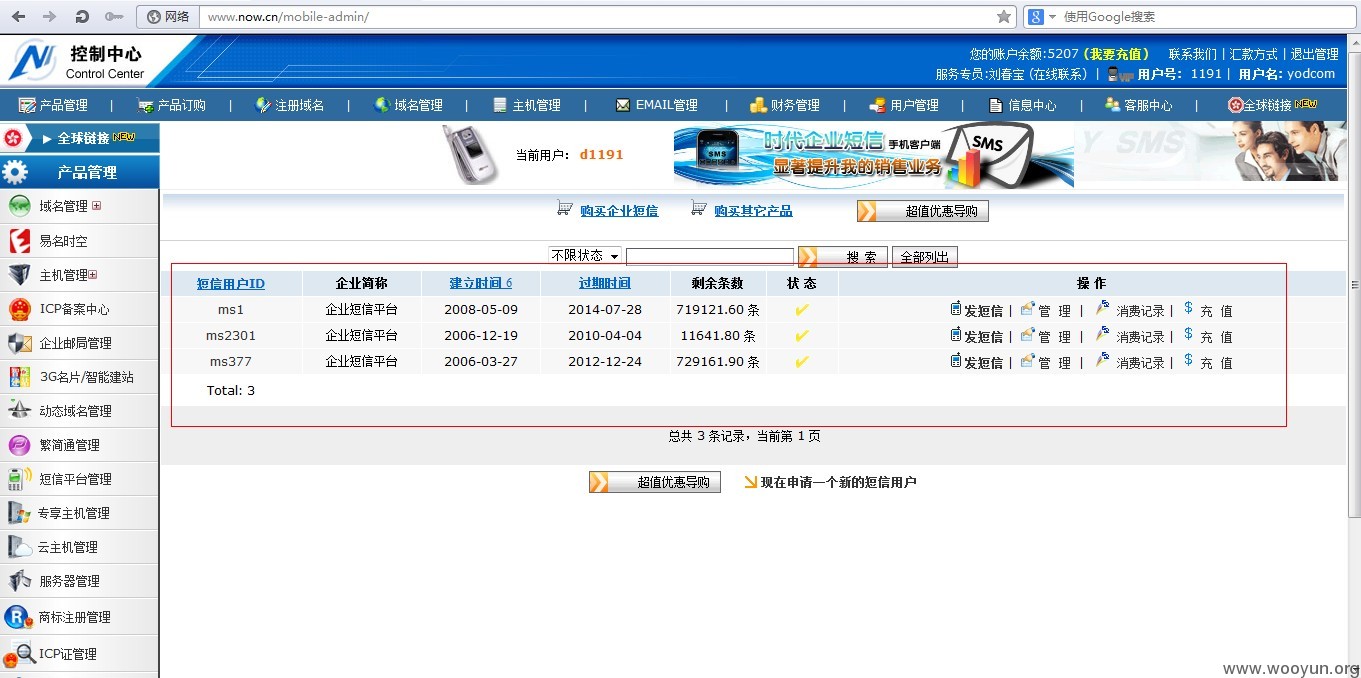 网络 www.now.cn/mobile-admin/ 使用Google搜索
控制中心
Control Center
您的账户余额:5207 (我要充值) 联系我们 | 汇款方式 | 退出管理
服务专员:刘春宝 (在线联系) | 用户号: 1191 | 用户名: yodcom
产品管理 | 产品订购 | 注册域名 | 域名管理 | 主机管理 | EMAIL管理 | 财务管理 | 用户管理 | 信息中心 | 客服中心 | 全球链接 NEW
全球链接 NEW
产品管理
域名管理
易名时空
主机管理
ICP备案中心
企业邮局管理
3G名片/智能建站
动态域名管理
繁简通管理
短信平台管理
专享主机管理
云主机管理
服务器管理
商标注册管理
ICP证管理
当前用户: d1191
SMS
时代企业短信 手机客户端
显著提升我的销售业务
SMS
Y SMS
购买企业短信 购买其它产品 超值优惠导购
不限状态 搜 索 全部列出
短信用户ID 企业简称 建立时间 6 过期时间 剩余条数 状 态 操 作
ms1 企业短信平台 2008-05-09 2014-07-28 719121.60 条 发短信 | 管 理 | 消费记录 | 充 值
ms2301 企业短信平台 2006-12-19 2010-04-04 11641.80 条 发短信 | 管 理 | 消费记录 | 充 值
ms377 企业短信平台 2006-03-27 2012-12-24 729161.90 条 发短信 | 管 理 | 消费记录 | 充 值
Total: 3
总共 3 条记录，当前第 1 页
超值优惠导购 现在申请一个新的短信用户
www.wooyun.org